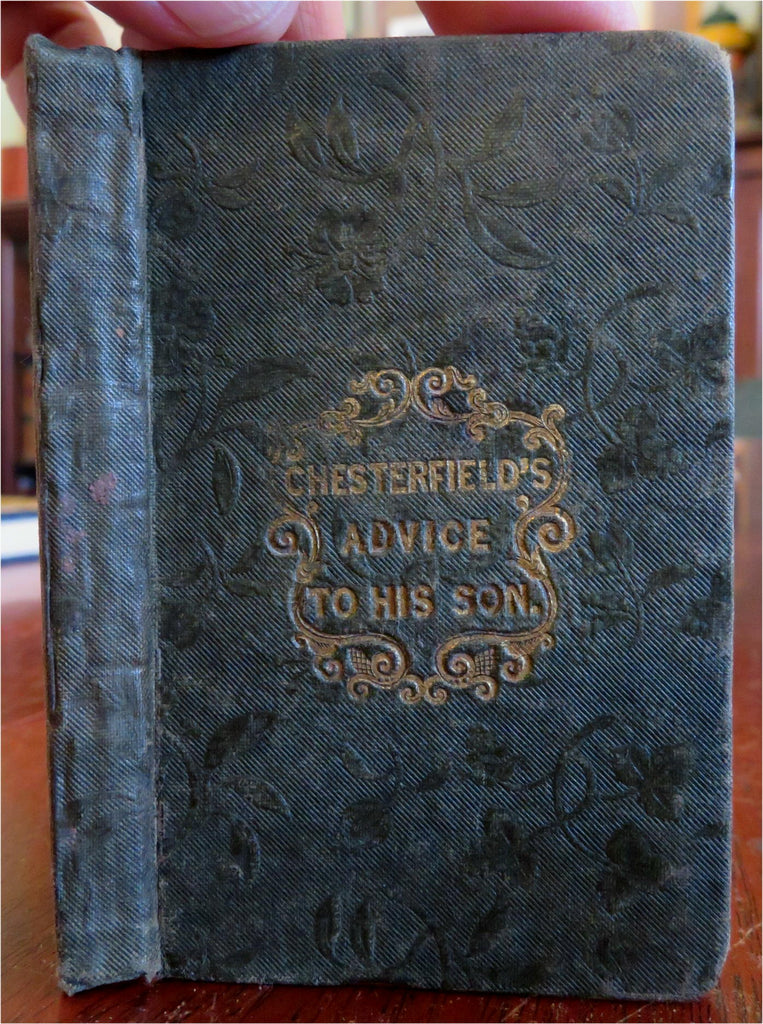 CHESTERFIELD'S
ADVICE
TO HIS SON.